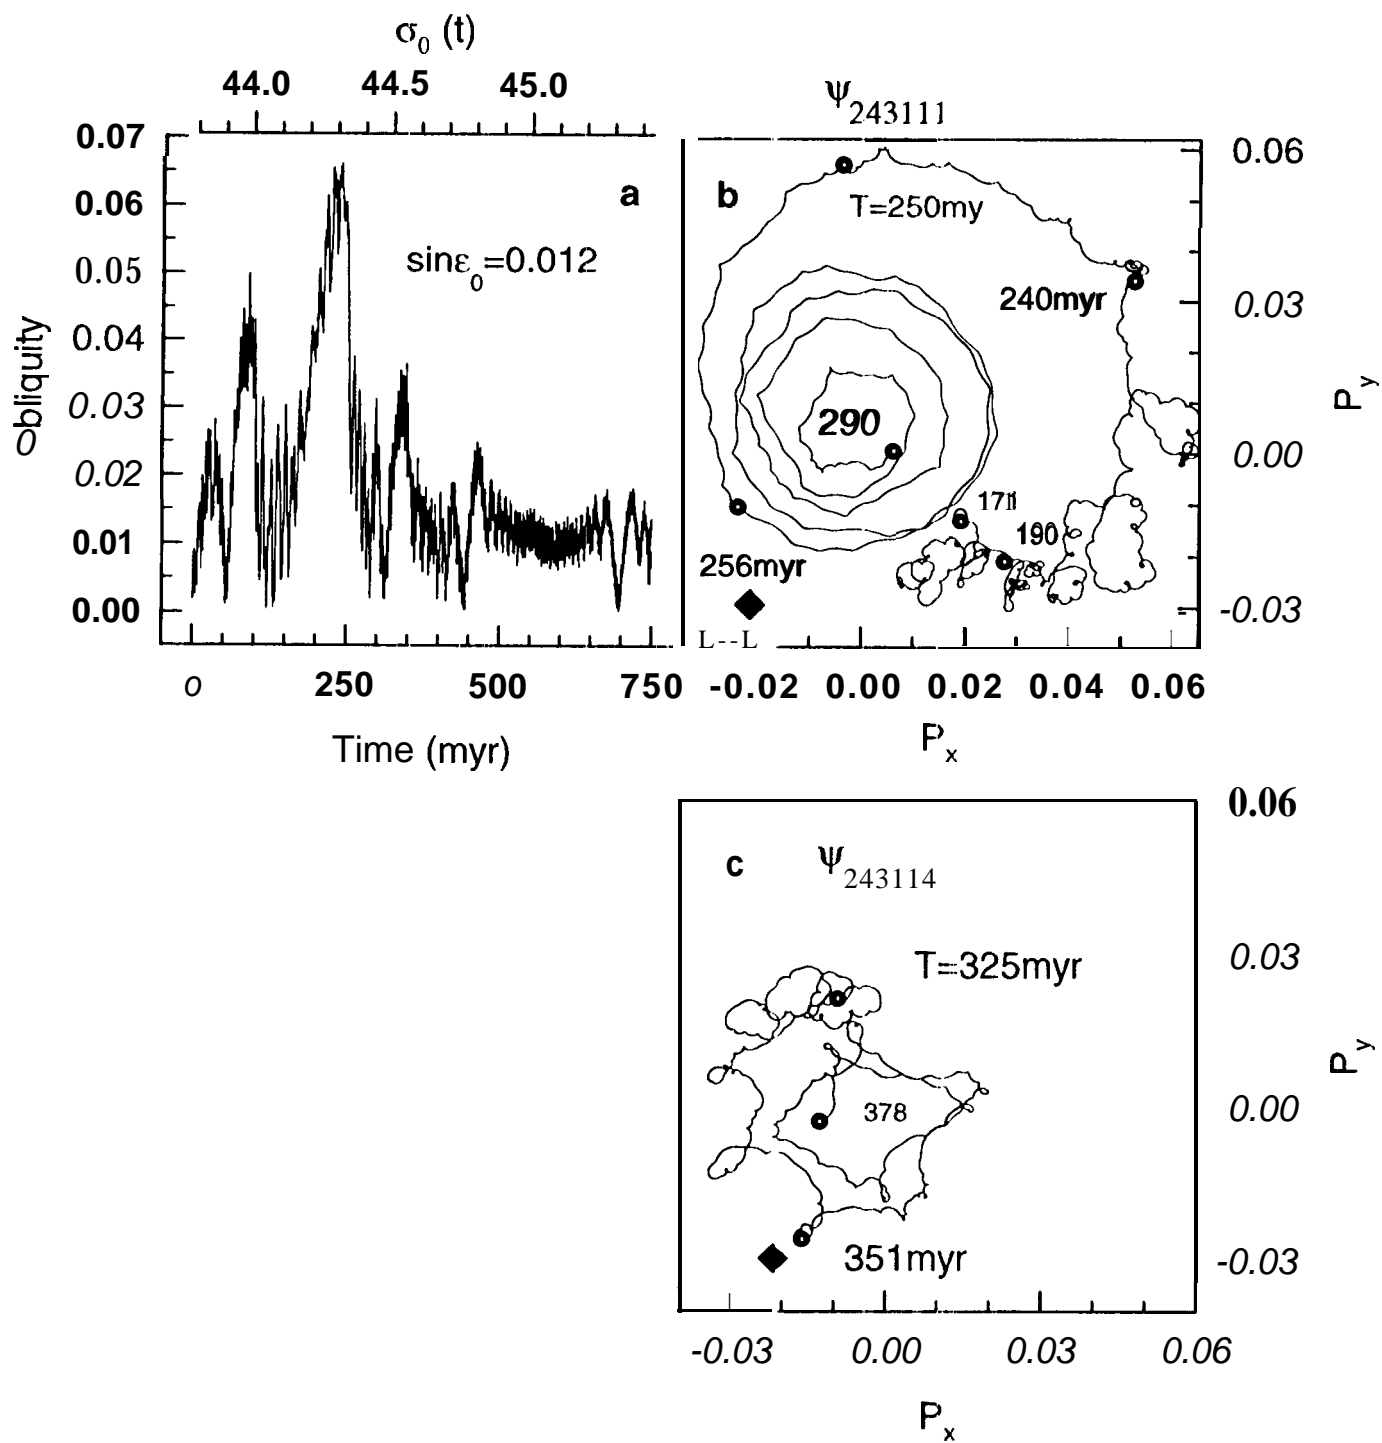 σ0 (t)
44.0 44.5 45.0
0.07
0.06
0.05
0.04
0.03
0.02
0.01
0.00
Obliquity
a
sinε0=0.012
0 250 500 750
Time (myr)
ψ243111
b
T=250my
240myr
290
171
190
256myr
L--L
0.06
0.03
0.00
-0.03
Py
-0.02 0.00 0.02 0.04 0.06
Px
c
ψ243114
T=325myr
378
351myr
0.06
0.03
0.00
-0.03
Py
-0.03 0.00 0.03 0.06
Px